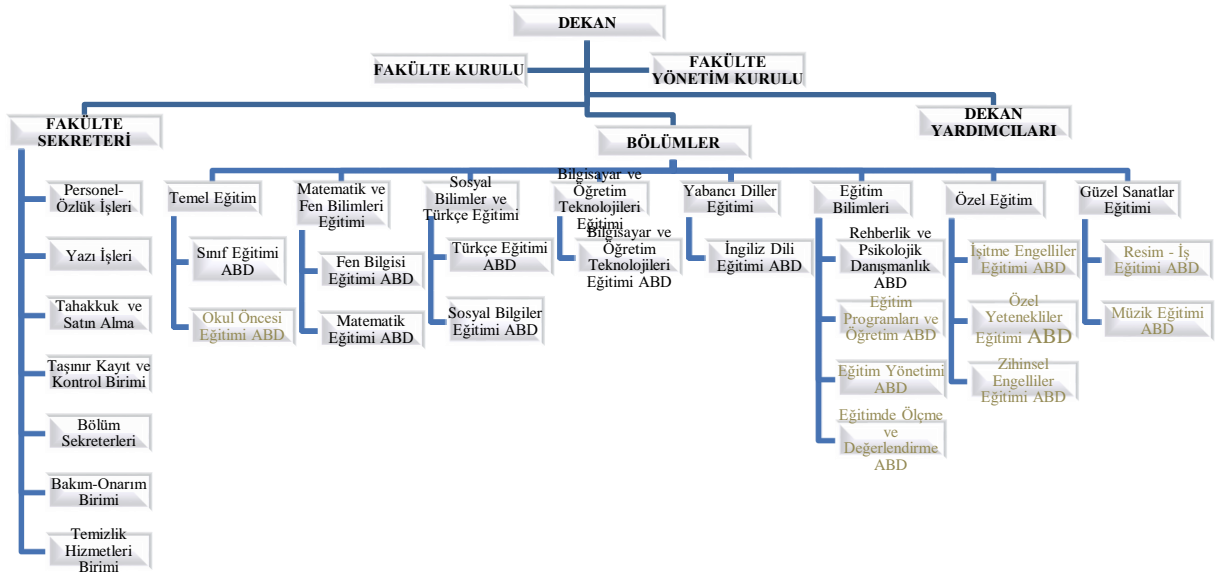 DEKAN
FAKÜLTE KURULU
FAKÜLTE
YÖNETİM KURULU
FAKÜLTE
SEKRETERİ
DEKAN
YARDIMCILARI
BÖLÜMLER
Personel-
Özlük İşleri
Yazı İşleri
Tahakkuk ve
Satın Alma
Taşınır Kayıt ve
Kontrol Birimi
Bölüm
Sekreterleri
Bakım-Onarım
Birimi
Temizlik
Hizmetleri
Birimi
Temel Eğitim
Sınıf Eğitimi
ABD
Okul Öncesi
Eğitimi ABD
Matematik ve
Fen Bilimleri
Eğitimi
Fen Bilgisi
Eğitimi ABD
Matematik
Eğitimi ABD
Sosyal
Bilimler ve
Türkçe Eğitimi
Türkçe Eğitimi
ABD
Sosyal Bilgiler
Eğitimi ABD
Bilgisayar ve
Öğretim
Teknolojileri
Eğitimi
Bilgisayar ve
Öğretim
Teknolojileri
Eğitimi ABD
Yabancı Diller
Eğitimi
İngiliz Dili
Eğitimi ABD
Eğitim
Bilimleri
Rehberlik ve
Psikolojik
Danışmanlık
ABD
Eğitim
Programları ve
Öğretim ABD
Eğitim Yönetimi
ABD
Eğitimde Ölçme
ve
Değerlendirme
ABD
Özel Eğitim
İşitme Engelliler
Eğitimi ABD
Özel
Yetenekliler
Eğitimi ABD
Zihinsel
Engelliler
Eğitimi ABD
Güzel Sanatlar
Eğitimi
Resim - İş
Eğitimi ABD
Müzik Eğitimi
ABD